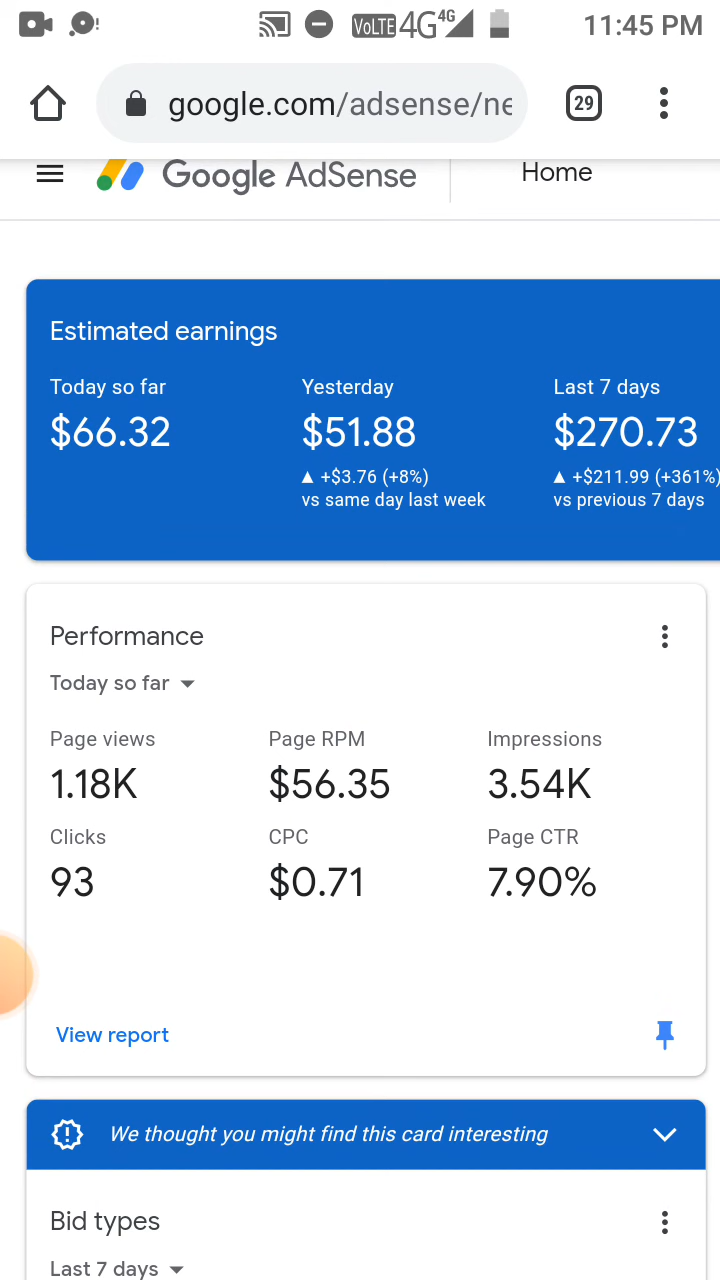 VoLTE 4G 4G 11:45 PM
google.com/adsense/ne 29
Google AdSense Home
Estimated earnings
Today so far Yesterday Last 7 days
$66.32 $51.88 $270.73
▲ +$3.76 (+8%) ▲ +$211.99 (+361%)
vs same day last week vs previous 7 days
Performance
Today so far
Page views Page RPM Impressions
1.18K $56.35 3.54K
Clicks CPC Page CTR
93 $0.71 7.90%
View report
We thought you might find this card interesting
Bid types
Last 7 days